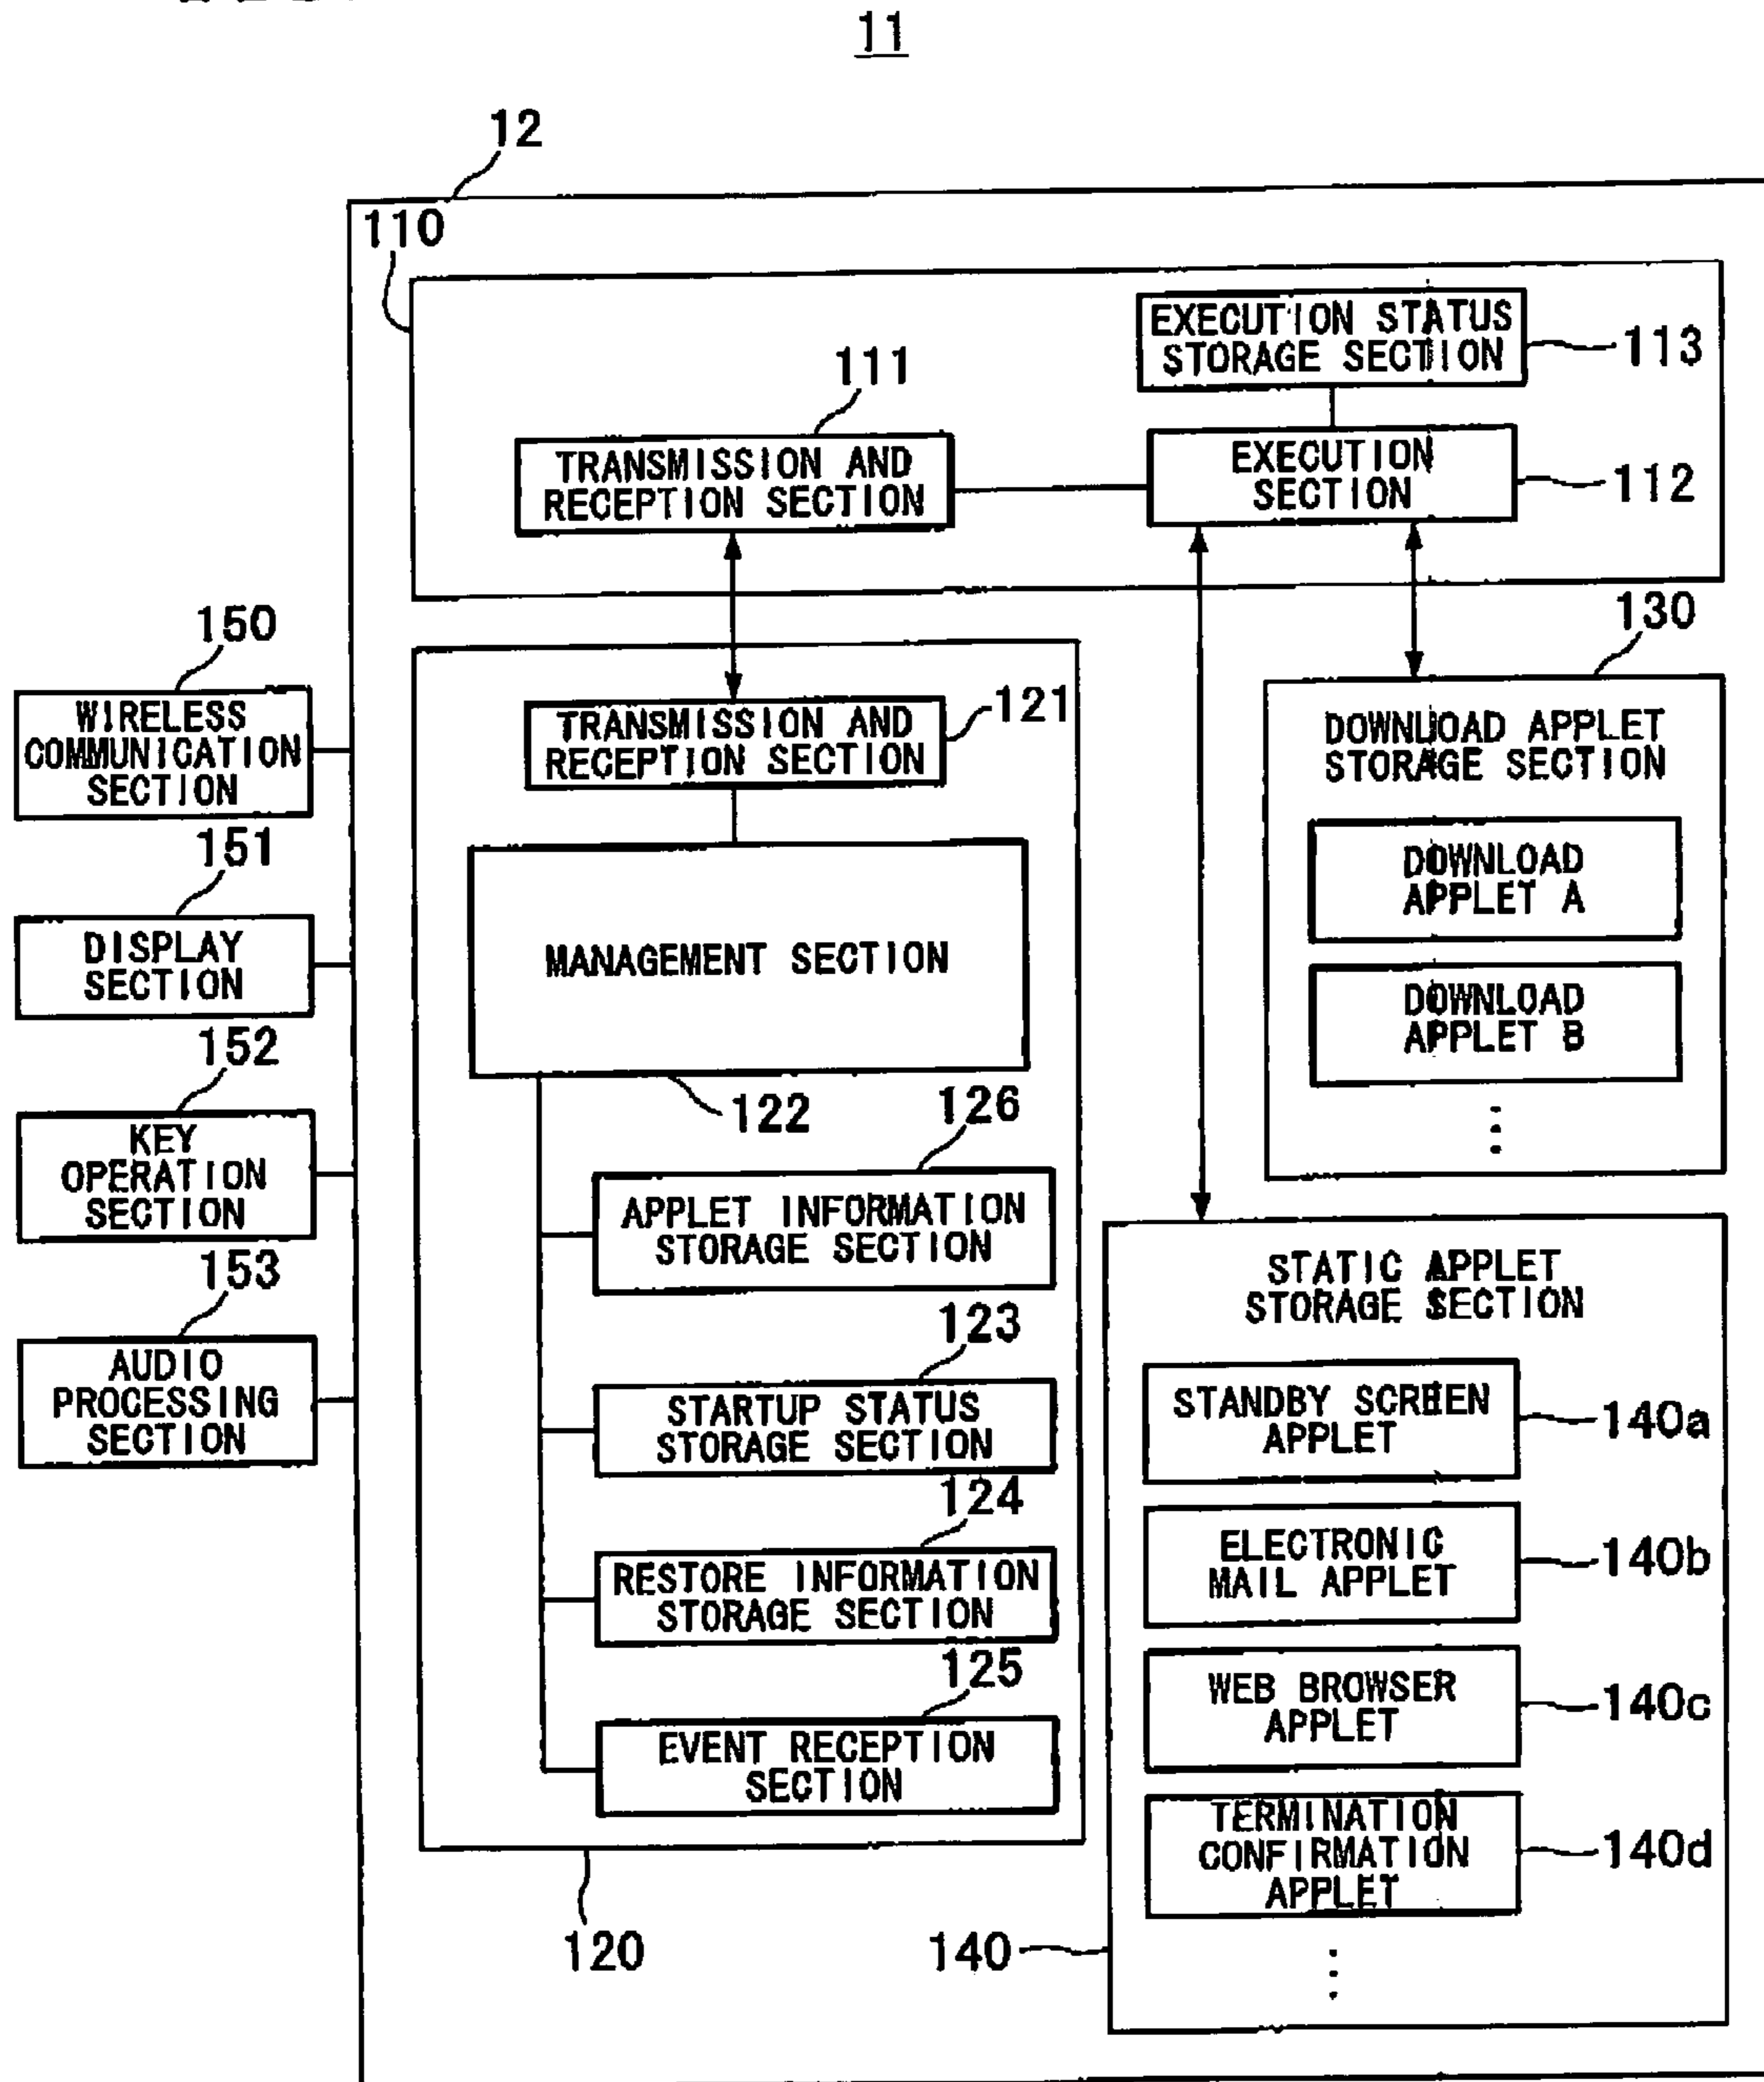 11
12
110
EXECUTION STATUS
STORAGE SECTION
113
111
TRANSMISSION AND
RECEPTION SECTION
EXECUTION
SECTION
112
150
WIRELESS
COMMUNICATION
SECTION
151
DISPLAY
SECTION
152
KEY
OPERATION
SECTION
153
AUDIO
PROCESSING
SECTION
TRANSMISSION AND
RECEPTION SECTION
121
MANAGEMENT SECTION
122
126
APPLET INFORMATION
STORAGE SECTION
123
STARTUP STATUS
STORAGE SECTION
124
RESTORE INFORMATION
STORAGE SECTION
125
EVENT RECEPTION
SECTION
120
130
DOWNLOAD APPLET
STORAGE SECTION
DOWNLOAD
APPLET A
DOWNLOAD
APPLET B
STATIC APPLET
STORAGE SECTION
STANDBY SCREEN
APPLET
140a
ELECTRONIC
MAIL APPLET
140b
WEB BROWSER
APPLET
140c
TERMINATION
CONFIRMATION
APPLET
140d
140